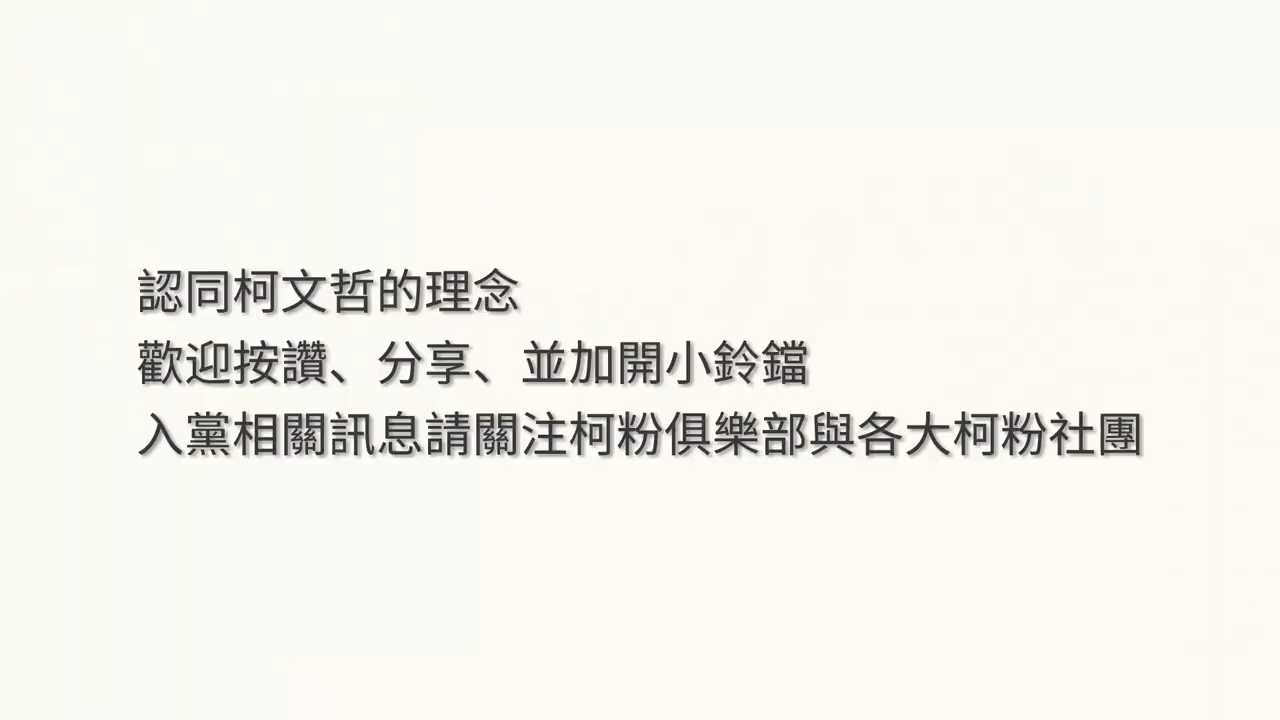 認同柯文哲的理念
歡迎按讚、分享、並加開小鈴鐺
入黨相關訊息請關注柯粉俱樂部與各大柯粉社團